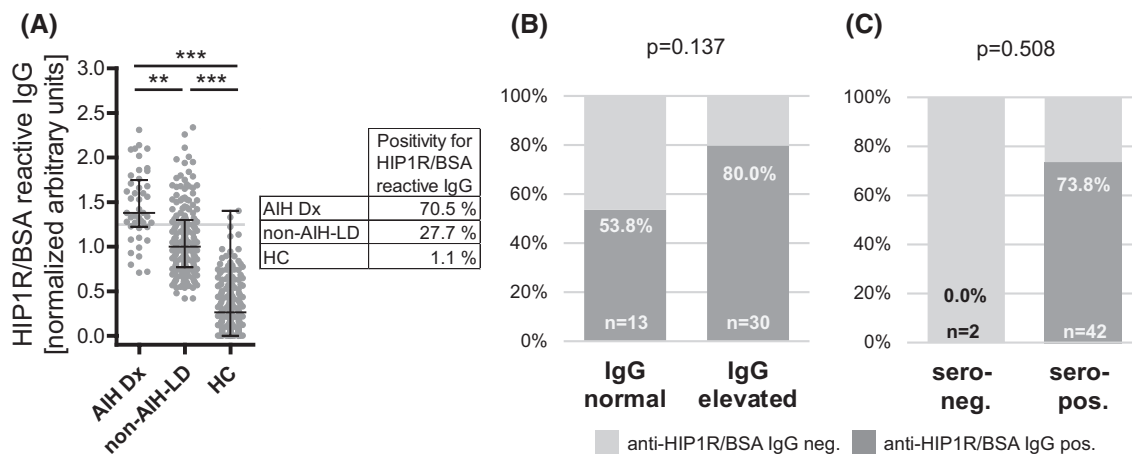 (A)
HIP1R/BSA reactive IgG
[normalized arbitrary units]
***
** ***
3.0
2.5
2.0
1.5
1.0
0.5
0.0
AIH Dx
non-AIH-LD
HC
Positivity for
HIP1R/BSA
reactive IgG
AIH Dx 70.5 %
non-AIH-LD 27.7 %
HC 1.1 %
(B)
p=0.137
100%
80%
60%
40%
20%
0%
53.8%
n=13
80.0%
n=30
IgG
normal
IgG
elevated
(C)
p=0.508
100%
80%
60%
40%
20%
0%
0.0%
n=2
73.8%
n=42
sero-
neg.
sero-
pos.
anti-HIP1R/BSA IgG neg.
anti-HIP1R/BSA IgG pos.